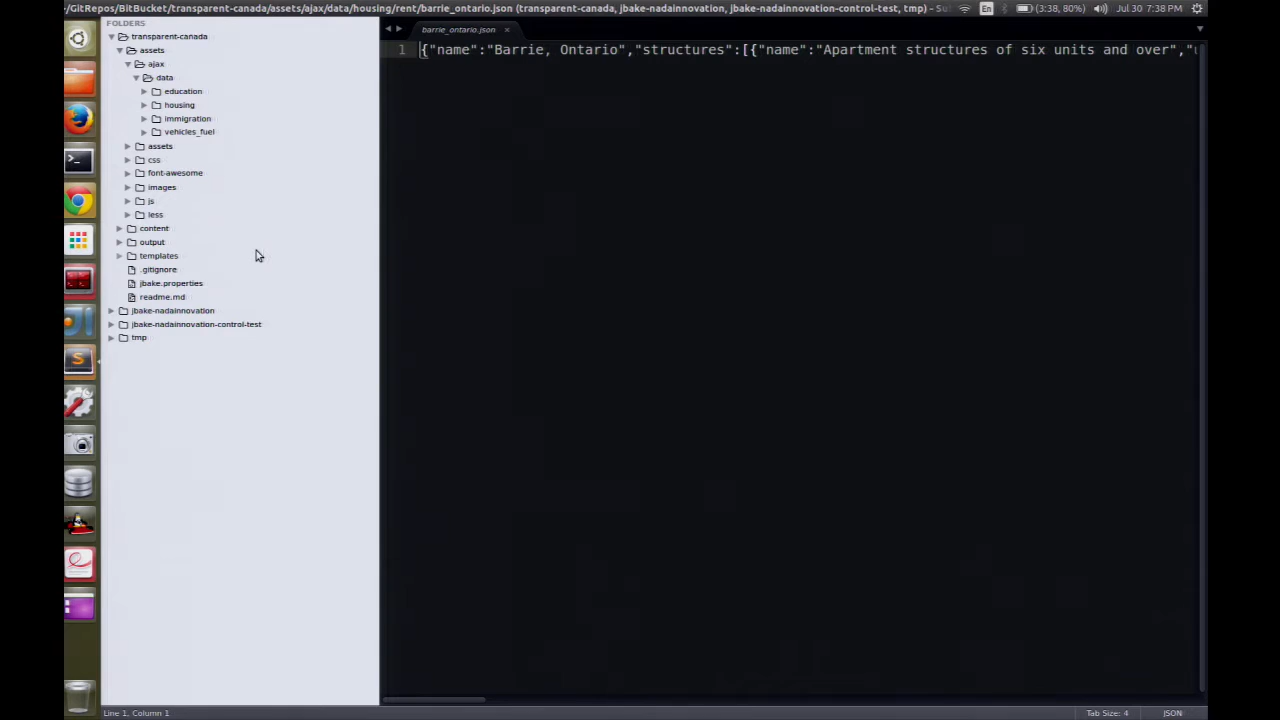 ~/GitRepos/BitBucket/transparent-canada/assets/ajax/data/housing/rent/barrie_ontario.json (transparent-canada, jbake-nadainnovation, jbake-nadainnovation-control-test, tmp) - Su
En
(3:38, 80%)
Jul 30 7:38 PM
FOLDERS
transparent-canada
assets
ajax
data
education
housing
immigration
vehicles_fuel
assets
css
font-awesome
images
js
less
content
output
templates
.gitignore
jbake.properties
readme.md
jbake-nadainnovation
jbake-nadainnovation-control-test
tmp
barrie_ontario.json ×
1 {"name":"Barrie, Ontario","structures":[{"nme":"Apartment structures of six units and over","
Line 1, Column 1
Tab Size: 4
JSON